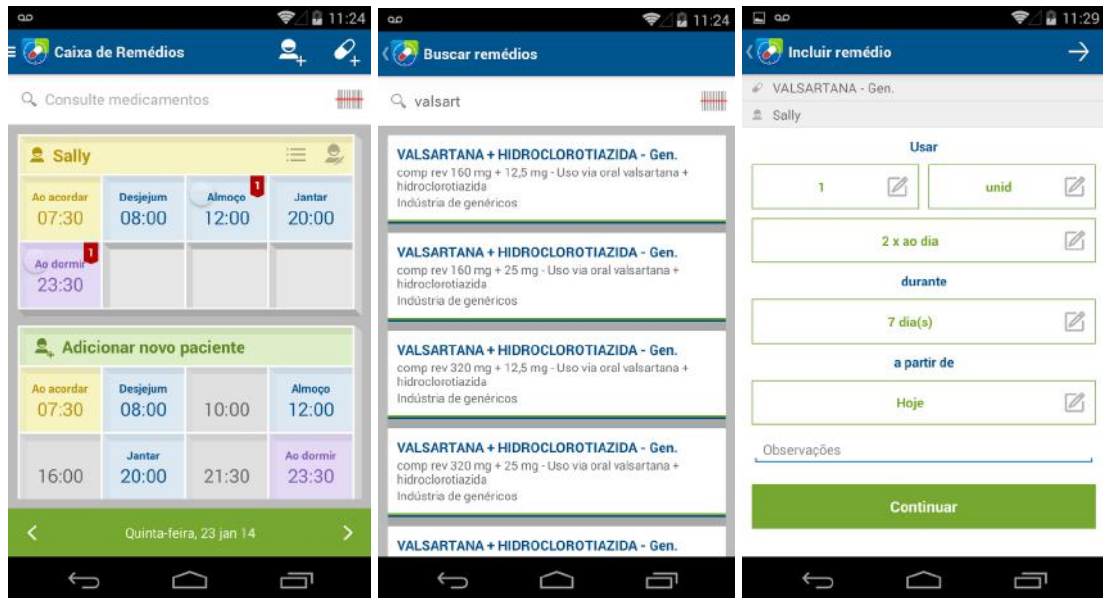 11:24
Caixa de Remédios
Consulte medicamentos
Sally
Ao acordar
07:30
Desjejum
08:00
Almoço
1
12:00
Jantar
20:00
Ao dormir
1
23:30
Adicionar novo paciente
Ao acordar
07:30
Desjejum
08:00
10:00
Almoço
12:00
16:00
Jantar
20:00
21:30
Ao dormir
23:30
Quinta-feira, 23 jan 14
11:24
Buscar remédios
valsart
VALSARTANA + HIDROCLOROTIAZIDA - Gen.
comp rev 160 mg + 12,5 mg - Uso via oral valsartana +
hidroclorotiazida
Indústria de genéricos
VALSARTANA + HIDROCLOROTIAZIDA - Gen.
comp rev 160 mg + 25 mg - Uso via oral valsartana +
hidroclorotiazida
Indústria de genéricos
VALSARTANA + HIDROCLOROTIAZIDA - Gen.
comp rev 320 mg + 12,5 mg - Uso via oral valsartana +
hidroclorotiazida
Indústria de genéricos
VALSARTANA + HIDROCLOROTIAZIDA - Gen.
comp rev 320 mg + 25 mg - Uso via oral valsartana +
hidroclorotiazida
Indústria de genéricos
VALSARTANA + HIDROCLOROTIAZIDA - Gen.
11:29
Incluir remédio
VALSARTANA - Gen.
Sally
Usar
1
unid
2 x ao dia
durante
7 dia(s)
a partir de
Hoje
Observações
Continuar